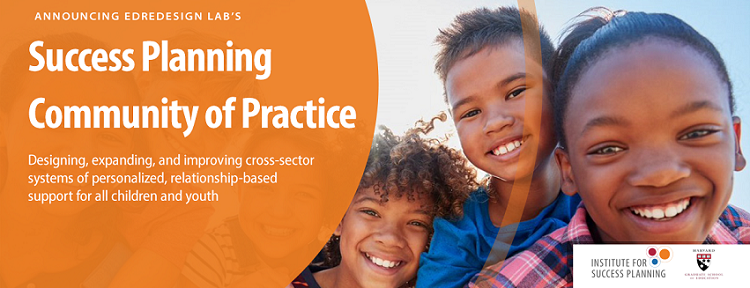 ANNOUNCING EDREDESIGN LAB'S
Success Planning
Community of Practice
Designing, expanding, and improving cross-sector
systems of personalized, relationship-based
support for all children and youth
INSTITUTE FOR
SUCCESS PLANNING
HARVARD